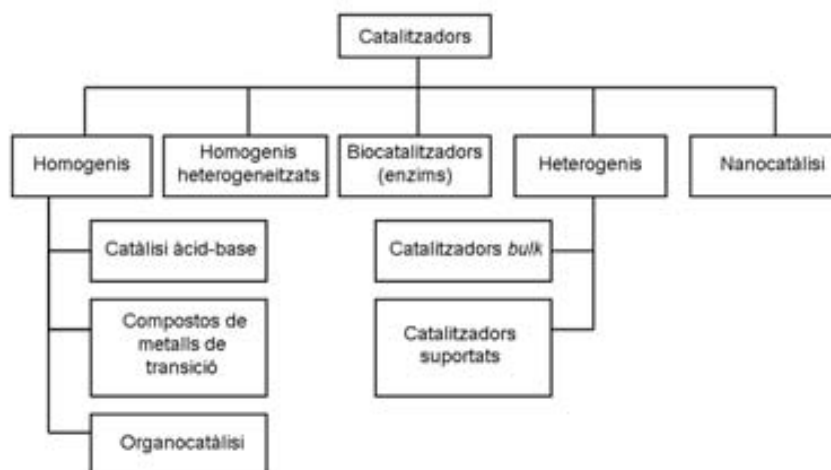 Catalitzadors
Homogenis
Homogenis
heterogeneitzats
Biocatalitzadors
(enzims)
Heterogenis
Nanocatàlisi
Catàlisi àcid-base
Compostos de
metalls de
transició
Organocatàlisi
Catalitzadors bulk
Catalitzadors
suportats